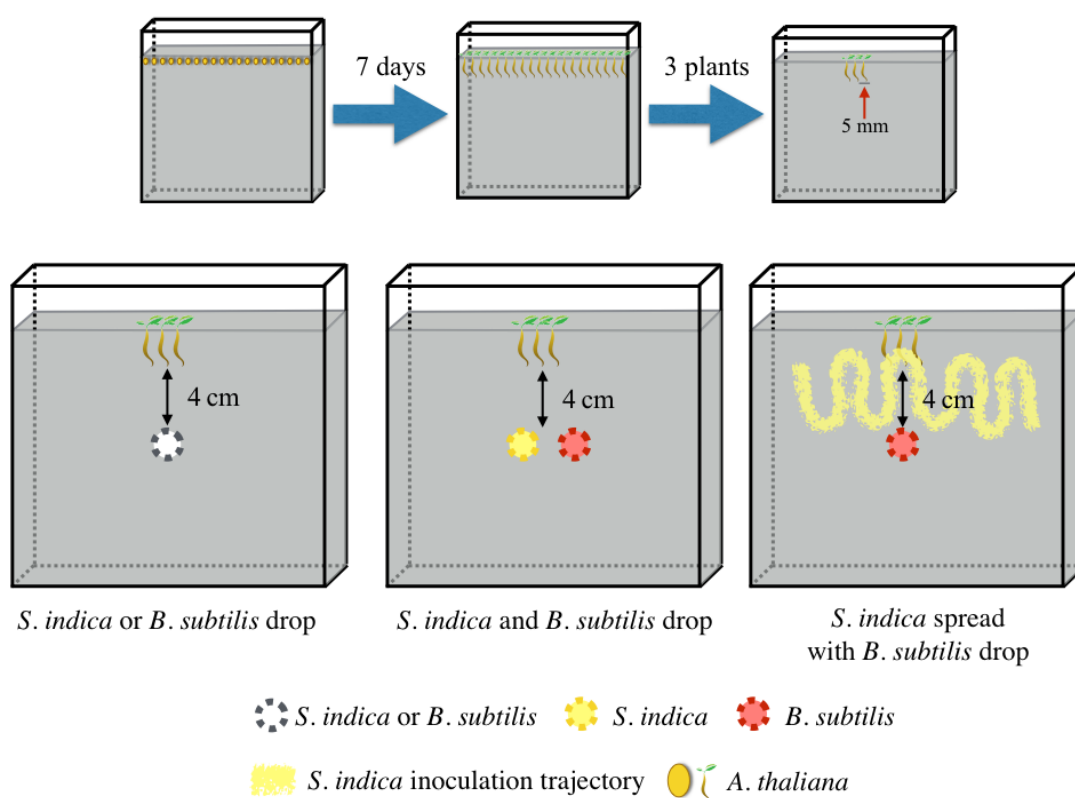 7 days
3 plants
5 mm
4 cm
4 cm
4 cm
S. indica or B. subtilis drop
S. indica and B. subtilis drop
S. indica spread
with B. subtilis drop
S. indica or B. subtilis
S. indica
B. subtilis
S. indica inoculation trajectory
A. thaliana